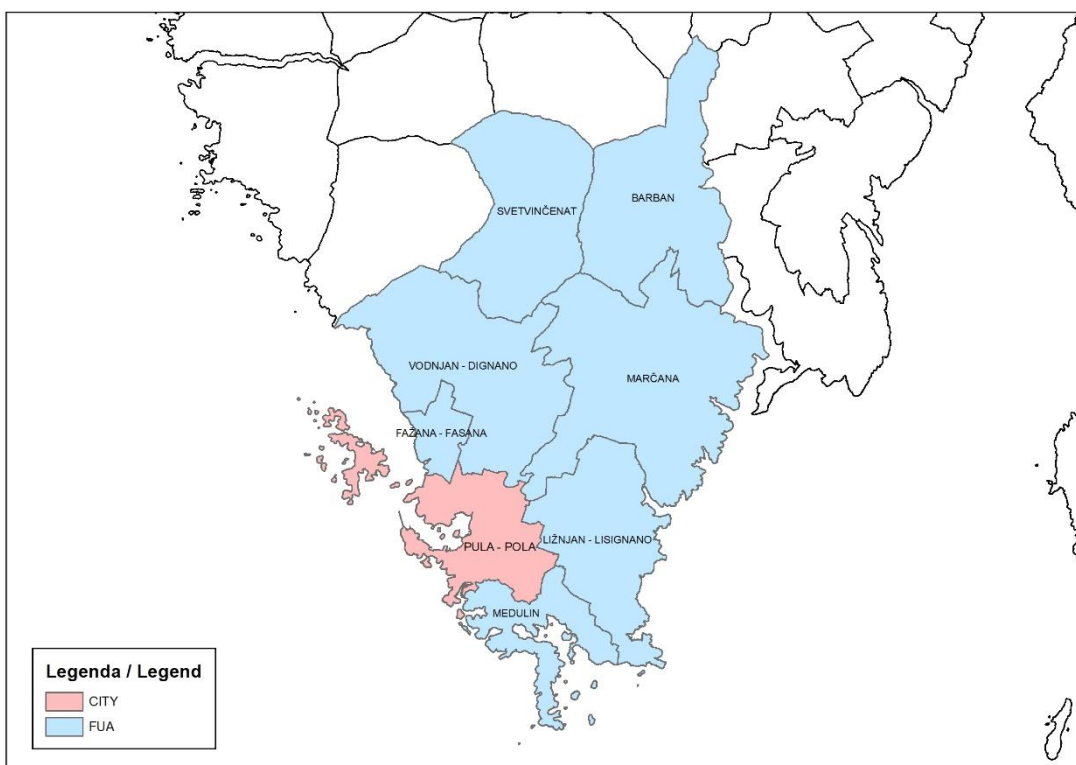 BARBAN
SVETVINČENAT
VODNJAN - DIGNANO
MARČANA
FAŽANA - FASANA
LIŽNJAN - LISIGNANO
PULA - POLA
MEDULIN
Legenda / Legend
CITY
FUA